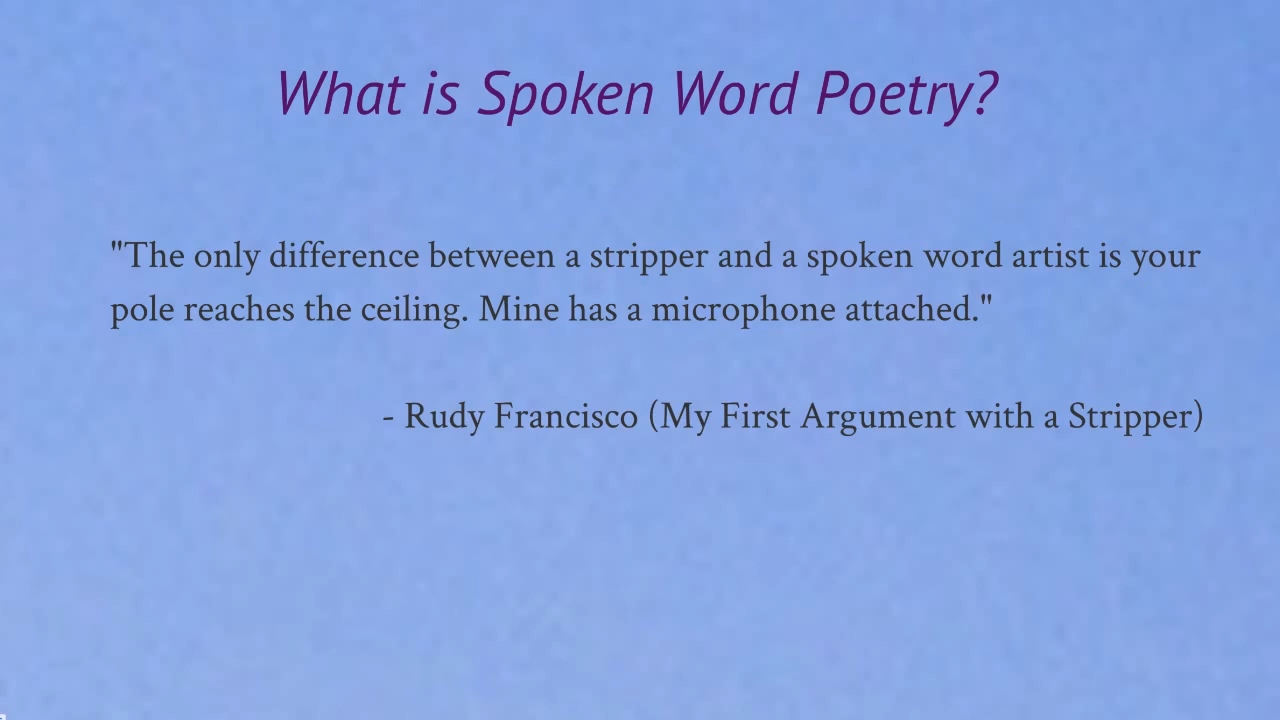 What is Spoken Word Poetry?
"The only difference between a stripper and a spoken word artist is your
pole reaches the ceiling. Mine has a microphone attached."
- Rudy Francisco (My First Argument with a Stripper)